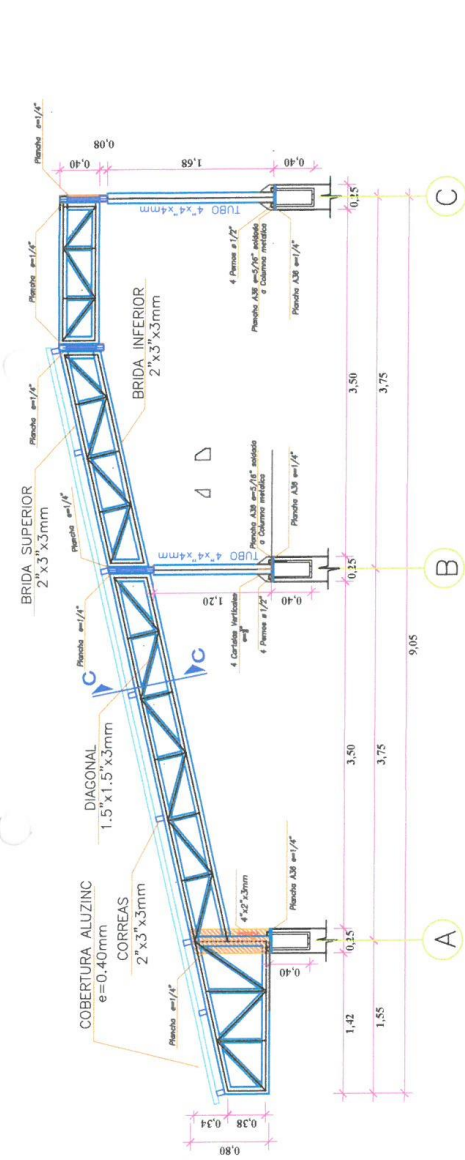 COBERTURA ALUZINC
e=0.40mm
CORREAS
2"x3"x3mm
DIAGONAL
1.5"x1.5"x3mm
BRIDA SUPERIOR
2"x3"x3mm
BRIDA INFERIOR
2"x3"x3mm
Plancha e=1/4"
Plancha e=1/4"
Plancha e=1/4"
Plancha e=1/4"
Plancha e=1/4"
Plancha e=1/4"
C
C
4"x2"x3mm
Plancha A36 e=1/4"
TUBO 4"x4"x4mm
4 Cartelas Verticales
4 Pernos ø 1/2"
Plancha A36 e=5/16" soldada
a Columna metalica
Plancha A36 e=1/4"
TUBO 4"x4"x4mm
4 Pernos ø 1/2"
Plancha A36 e=5/16" soldada
a Columna metalica
Plancha A36 e=1/4"
0,80
0,34
0,38
0,40
1,20
0,40
0,40
0,08
1,68
0,40
1,42
0,25
3,50
0,25
3,50
0,25
1,55
3,75
3,75
9,05
A
B
C